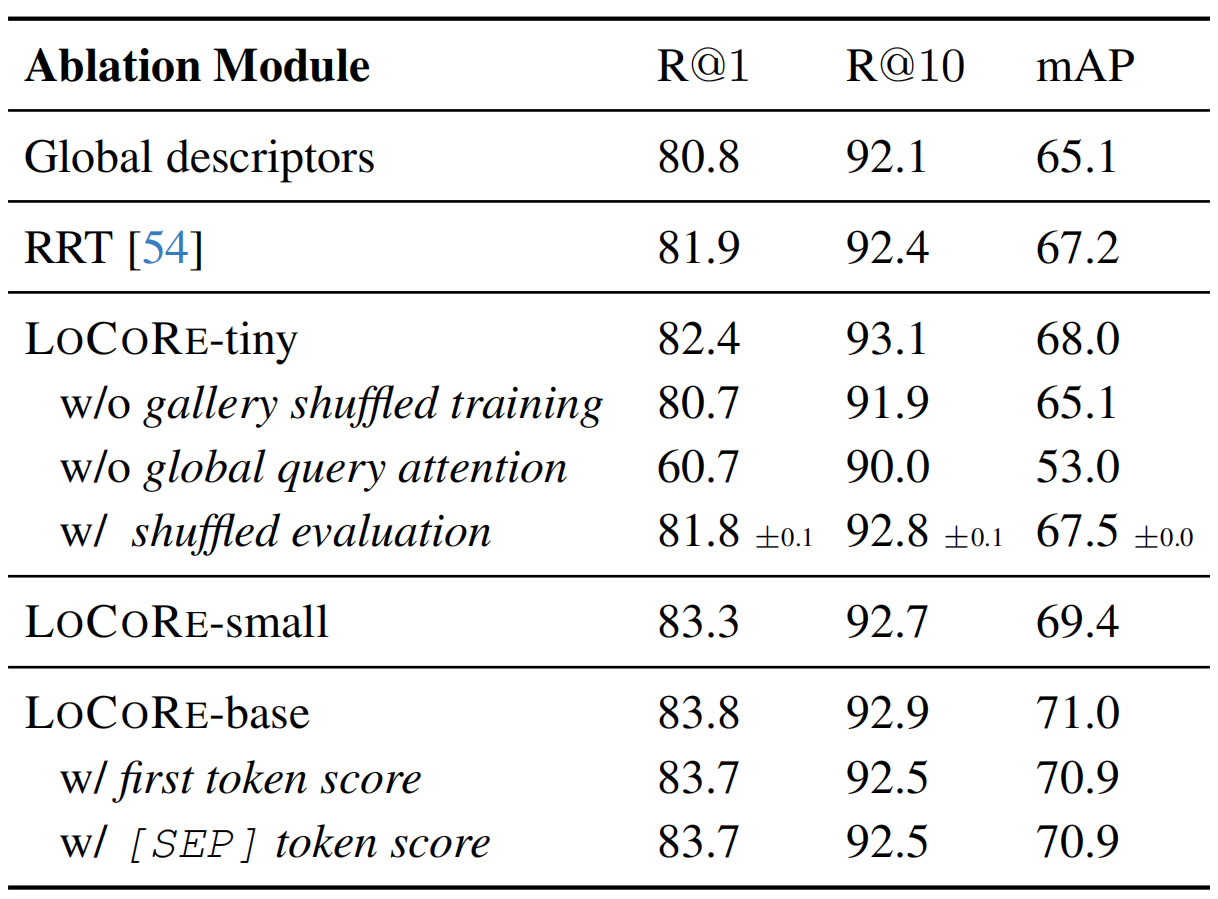 Ablation Module R@1 R@10 mAP
Global descriptors 80.8 92.1 65.1
RRT [54] 81.9 92.4 67.2
LOCORE-tiny 82.4 93.1 68.0
w/o gallery shuffled training 80.7 91.9 65.1
w/o global query attention 60.7 90.0 53.0
w/ shuffled evaluation 81.8 ±0.1 92.8 ±0.1 67.5 ±0.0
LOCORE-small 83.3 92.7 69.4
LOCORE-base 83.8 92.9 71.0
w/ first token score 83.7 92.5 70.9
w/ [SEP] token score 83.7 92.5 70.9